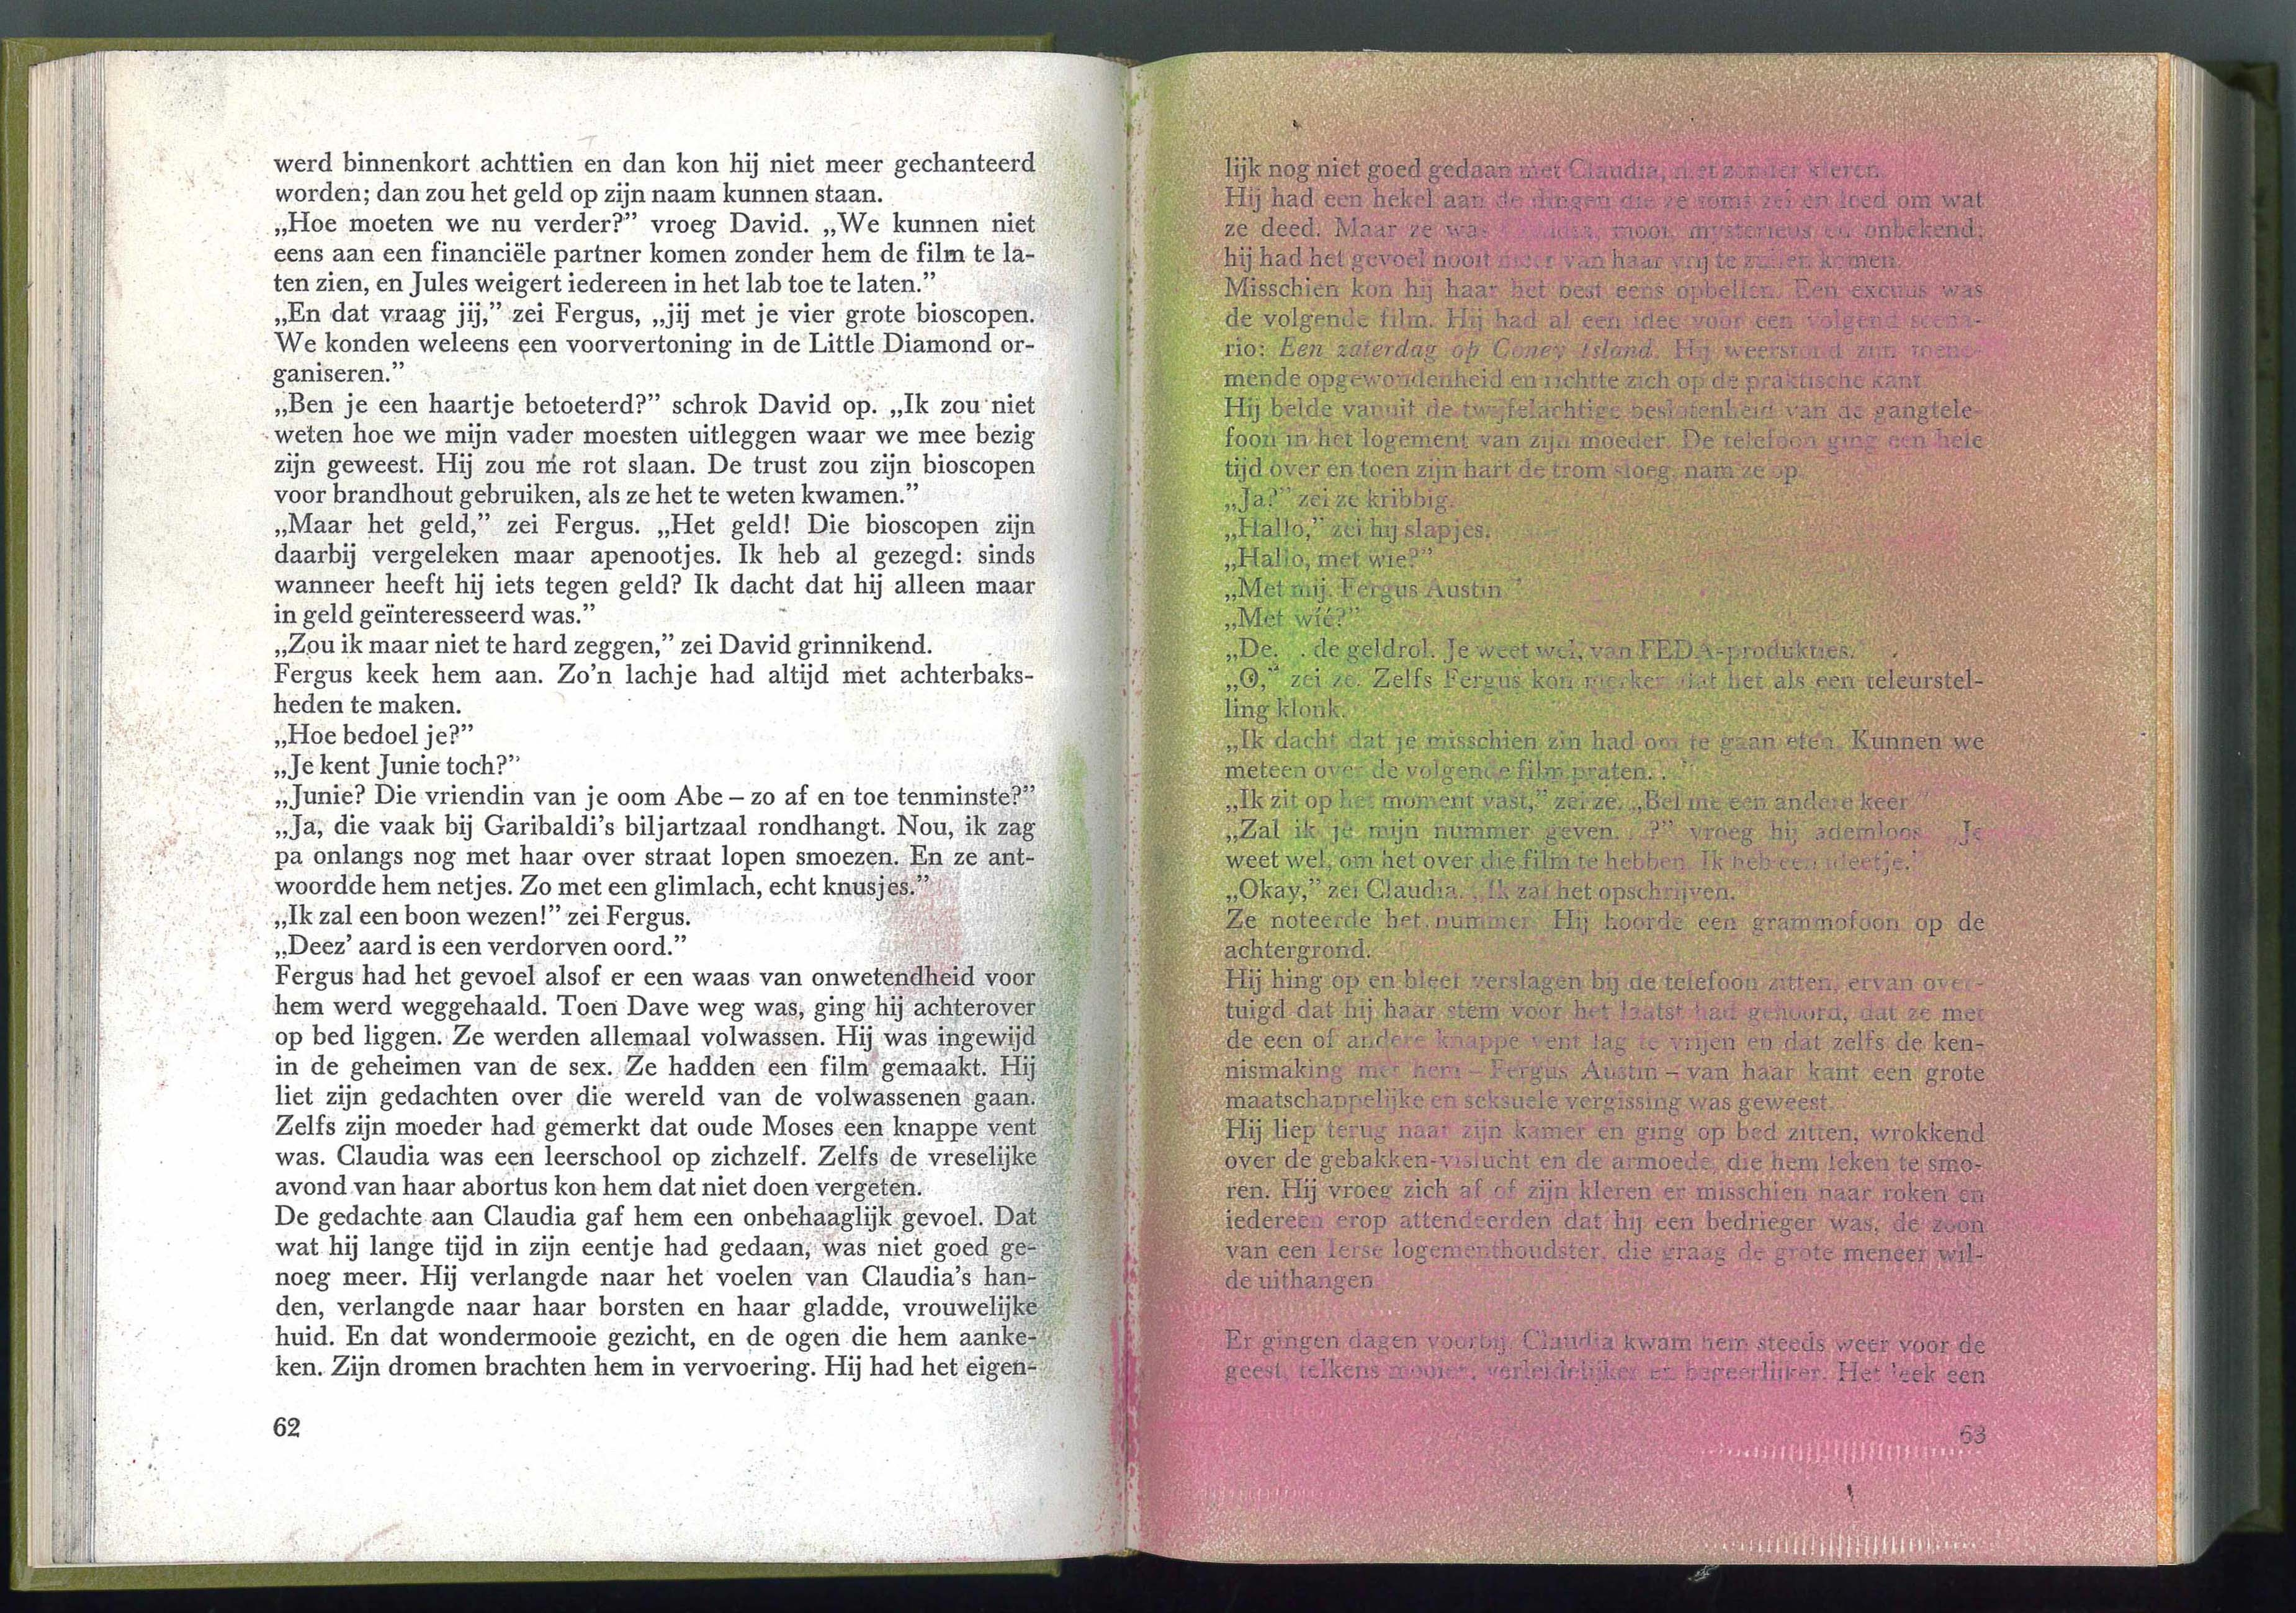 werd binnenkort achttien en dan kon hij niet meer gechanteerd
worden; dan zou het geld op zijn naam kunnen staan.
„Hoe moeten we nu verder?” vroeg David. „We kunnen niet
eens aan een financiële partner komen zonder hem de film te la-
ten zien, en Jules weigert iedereen in het lab toe te laten.”
„En dat vraag jij,” zei Fergus, „jij met je vier grote bioscopen.
We konden weleens een voorvertoning in de Little Diamond or-
ganiseren.”
„Ben je een haartje betoeterd?” schrok David op. „Ik zou niet
weten hoe we mijn vader moesten uitleggen waar we mee bezig
zijn geweest. Hij zou me rot slaan. De trust zou zijn bioscopen
voor brandhout gebruiken, als ze het te weten kwamen.”
„Maar het geld,” zei Fergus. „Het geld! Die bioscopen zijn
daarbij vergeleken maar apenootjes. Ik heb al gezegd: sinds
wanneer heeft hij iets tegen geld? Ik dacht dat hij alleen maar
in geld geïnteresseerd was.”
„Zou ik maar niet te hard zeggen,” zei David grinnikend.
Fergus keek hem aan. Zo’n lachje had altijd met achterbaks-
heden te maken.
„Hoe bedoel je?”
„Je kent Junie toch?”
„Junie? Die vriendin van je oom Abe – zo af en toe tenminste?”
„Ja, die vaak bij Garibaldi’s biljartzaal rondhangt. Nou, ik zag
pa onlangs nog met haar over straat lopen smoezen. En ze ant-
woordde hem netjes. Zo met een glimlach, echt knusjes.”
„Ik zal een boon wezen!” zei Fergus.
„Deez’ aard is een verdorven oord.”
Fergus had het gevoel alsof er een waas van onwetendheid voor
hem werd weggehaald. Toen Dave weg was, ging hij achterover
op bed liggen. Ze werden allemaal volwassen. Hij was ingewijd
in de geheimen van de sex. Ze hadden een film gemaakt. Hij
liet zijn gedachten over die wereld van de volwassenen gaan.
Zelfs zijn moeder had gemerkt dat oude Moses een knappe vent
was. Claudia was een leerschool op zichzelf. Zelfs de vreselijke
avond van haar abortus kon hem dat niet doen vergeten.
De gedachte aan Claudia gaf hem een onbehaaglijk gevoel. Dat
wat hij lange tijd in zijn eentje had gedaan, was niet goed ge-
noeg meer. Hij verlangde naar het voelen van Claudia’s han-
den, verlangde naar haar borsten en haar gladde, vrouwelijke
huid. En dat wondermooie gezicht, en de ogen die hem aanke-
ken. Zijn dromen brachten hem in vervoering. Hij had het eigen-
62
lijk nog niet goed gedaan met Claudia, niet zonder kleren.
Hij had een hekel aan de dingen die ze soms zei en leed om wat
ze deed. Maar ze was Claudia, mooi, mysterieus en onbekend;
hij had het gevoel nooit meer van haar vrij te zullen komen.
Misschien kon hij haar het best eens opbellen. Een excuus was
de volgende film. Hij had al een idee voor een volgend scena-
rio: Een zaterdag op Coney Island. Hij weerstond zijn toene-
mende opgewondenheid en richtte zich op de praktische kant.
Hij belde vanuit de twijfelachtige beslotenheid van de gangtele-
foon in het logement van zijn moeder. De telefoon ging een hele
tijd over en toen zijn hart de trom sloeg, nam ze op.
„Ja?” zei ze kribbig.
„Hallo,” zei hij slapjes.
„Hallo, met wie?”
„Met mij. Fergus Austin.”
„Met wié?”
„De. . de geldrol. Je weet wel, van FEDA-produkties.”
„O,” zei ze. Zelfs Fergus kon merken dat het als een teleurstel-
ling klonk.
„Ik dacht dat je misschien zin had om te gaan eten. Kunnen we
meteen over de volgende film praten. .”
„Ik zit op het moment vast,” zei ze. „Bel me een andere keer.”
„Zal ik je mijn nummer geven. . ?” vroeg hij ademloos. „Je
weet wel, om het over die film te hebben. Ik heb een ideetje.”
„Okay,” zei Claudia. „Ik zal het opschrijven.”
Ze noteerde het nummer. Hij hoorde een grammofoon op de
achtergrond.
Hij hing op en bleef verslagen bij de telefoon zitten, ervan over-
tuigd dat hij haar stem voor het laatst had gehoord, dat ze met
de een of andere knappe vent lag te vrijen en dat zelfs de ken-
nismaking met hem – Fergus Austin – van haar kant een grote
maatschappelijke en seksuele vergissing was geweest.
Hij liep terug naar zijn kamer en ging op bed zitten, wrokkend
over de gebakken-vislucht en de armoede, die hem leken te smo-
ren. Hij vroeg zich af of zijn kleren er misschien naar roken en
iedereen erop attendeerden dat hij een bedrieger was, de zoon
van een Ierse logementhoudster, die graag de grote meneer wil-
de uithangen.
Er gingen dagen voorbij. Claudia kwam hem steeds weer voor de
geest, telkens mooier, verleidelijker en begeerlijker. Het leek een
63